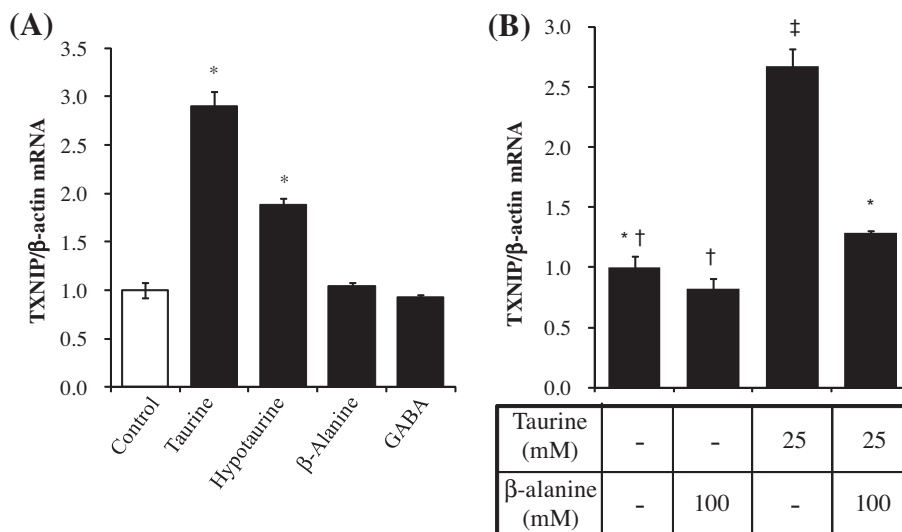 (A)
TXNIP/β-actin mRNA
3.5
3.0
2.5
2.0
1.5
1.0
0.5
0.0
*
*
Control
Taurine
Hypotaurine
β-Alanine
GABA
(B)
TXNIP/β-actin mRNA
3.0
2.5
2.0
1.5
1.0
0.5
0.0
* †
†
‡
*
Taurine (mM) - - 25 25
β-alanine (mM) - 100 - 100